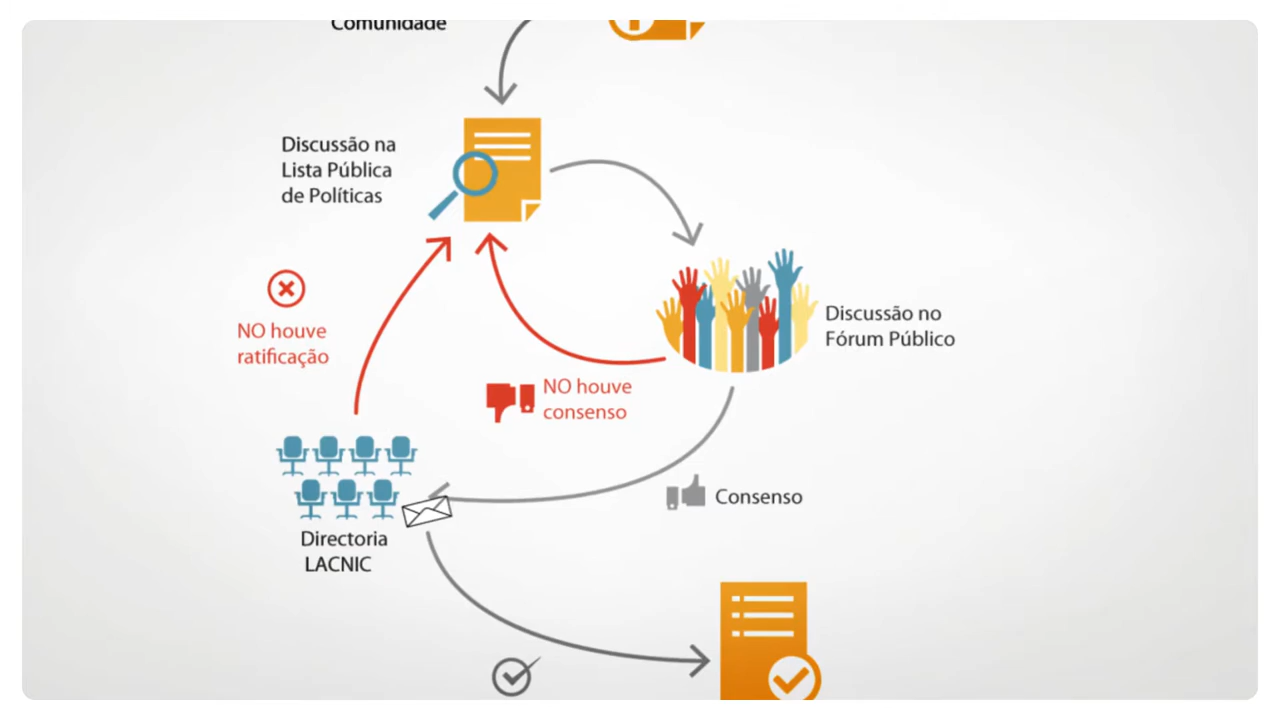 Comunidade
Discussão na
Lista Pública
de Políticas
Discussão no
Fórum Público
NO houve
ratificação
NO houve
consenso
Consenso
Directoria
LACNIC